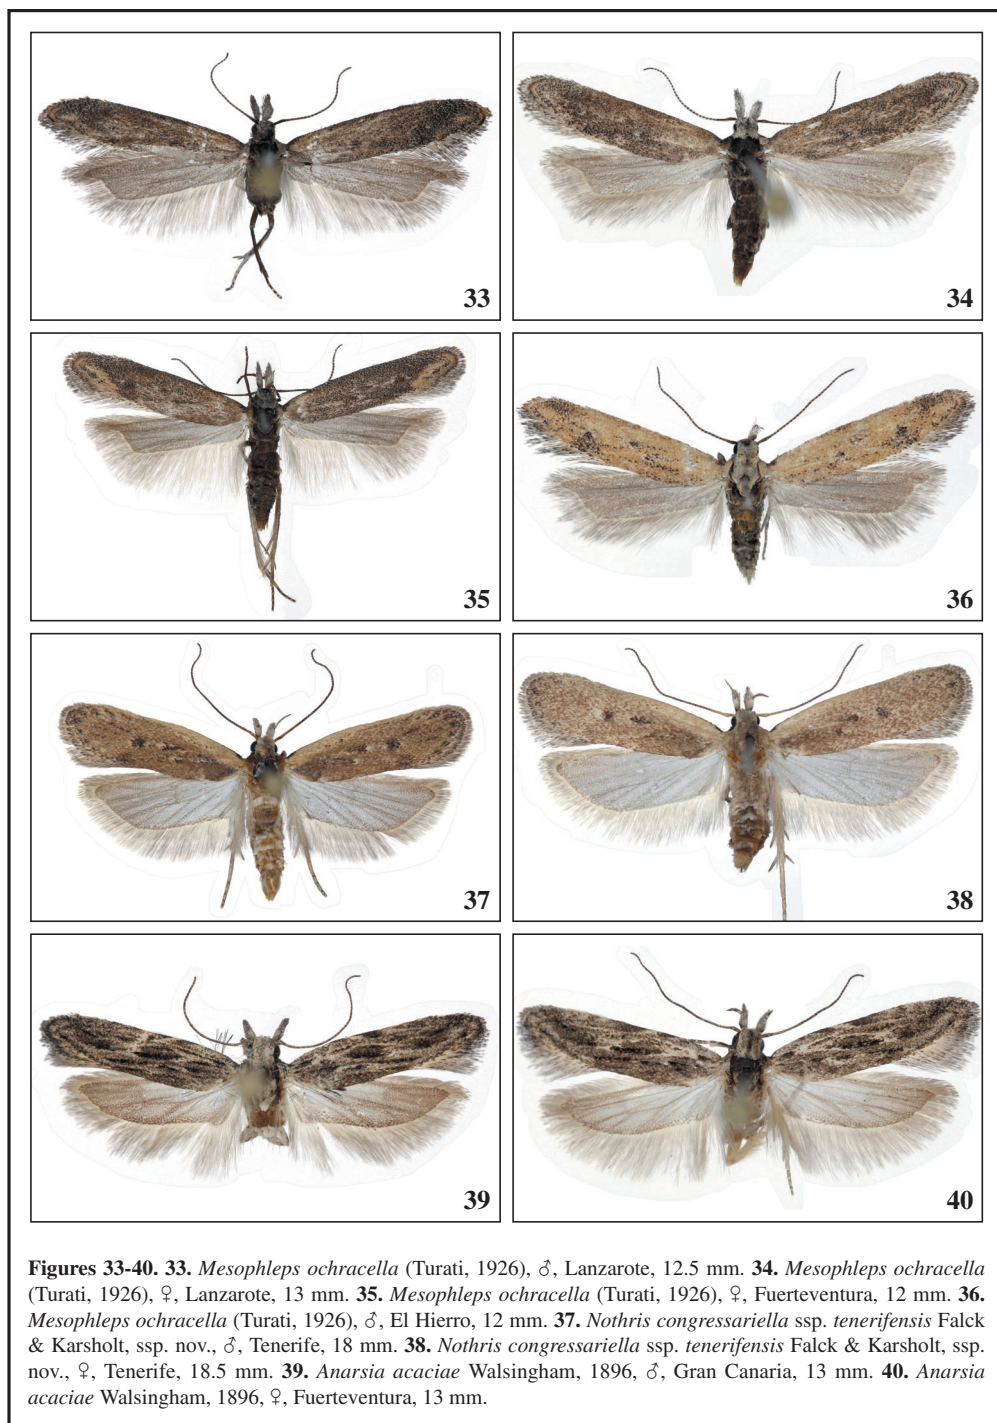 33
34
35
36
37
38
39
40
Figures 33-40. 33. Mesophleps ochracella (Turati, 1926), ♂, Lanzarote, 12.5 mm. 34. Mesophleps ochracella
(Turati, 1926), ♀, Lanzarote, 13 mm. 35. Mesophleps ochracella (Turati, 1926), ♀, Fuerteventura, 12 mm. 36.
Mesophleps ochracella (Turati, 1926), ♂, El Hierro, 12 mm. 37. Nothris congressariella ssp. tenerifensis Falck
& Karsholt, ssp. nov., ♂, Tenerife, 18 mm. 38. Nothris congressariella ssp. tenerifensis Falck & Karsholt, ssp.
nov., ♀, Tenerife, 18.5 mm. 39. Anarsia acaciae Walsingham, 1896, ♂, Gran Canaria, 13 mm. 40. Anarsia
acaciae Walsingham, 1896, ♀, Fuerteventura, 13 mm.